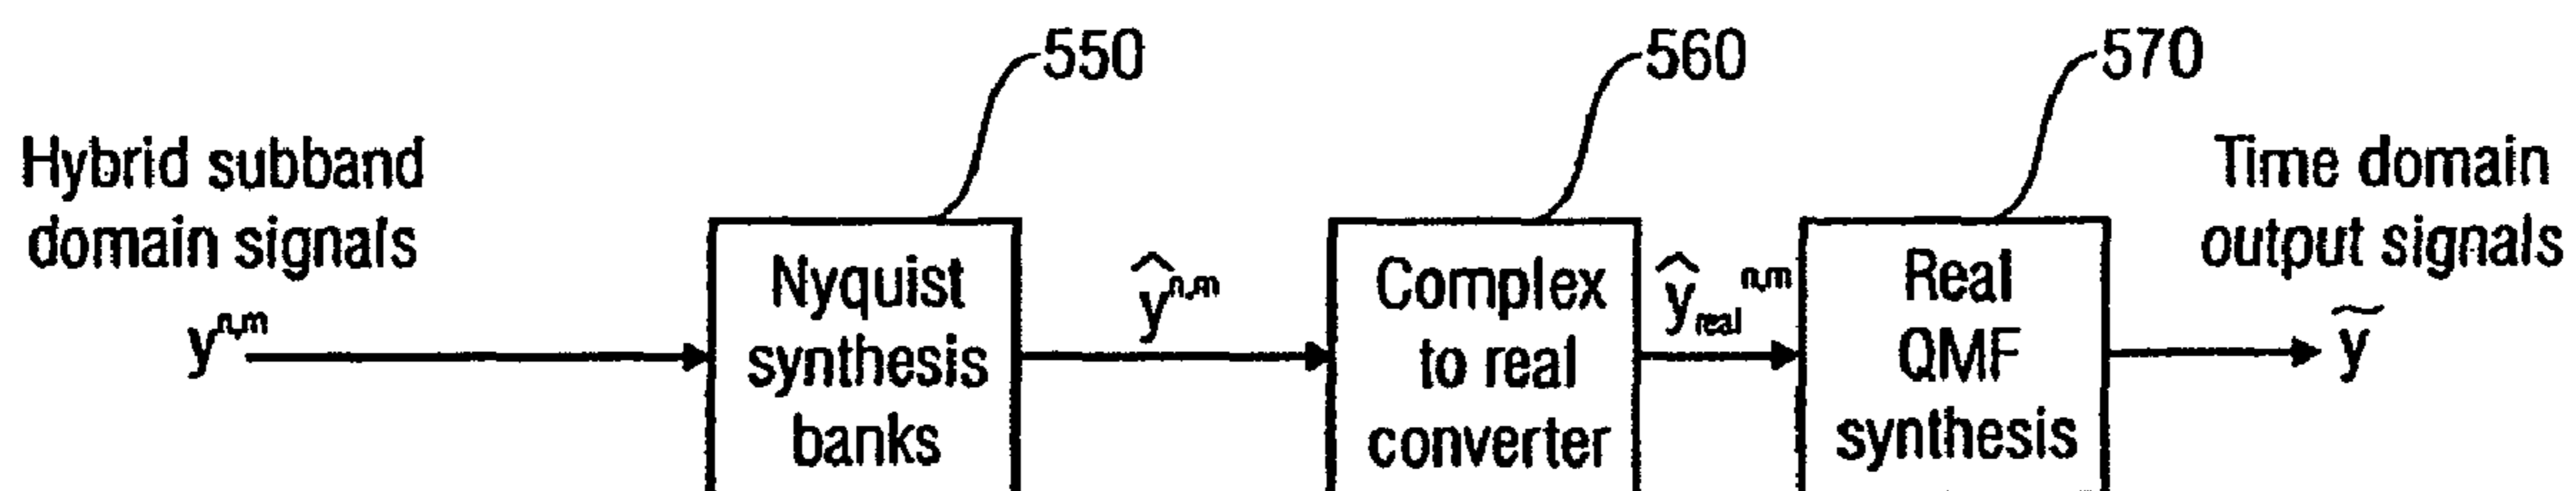 550
560
570
Hybrid subband
domain signals
y^n,m
Nyquist
synthesis
banks
ŷ^n,m
Complex
to real
converter
ŷ_real^n,m
Real
QMF
synthesis
Time domain
output signals
ỹ